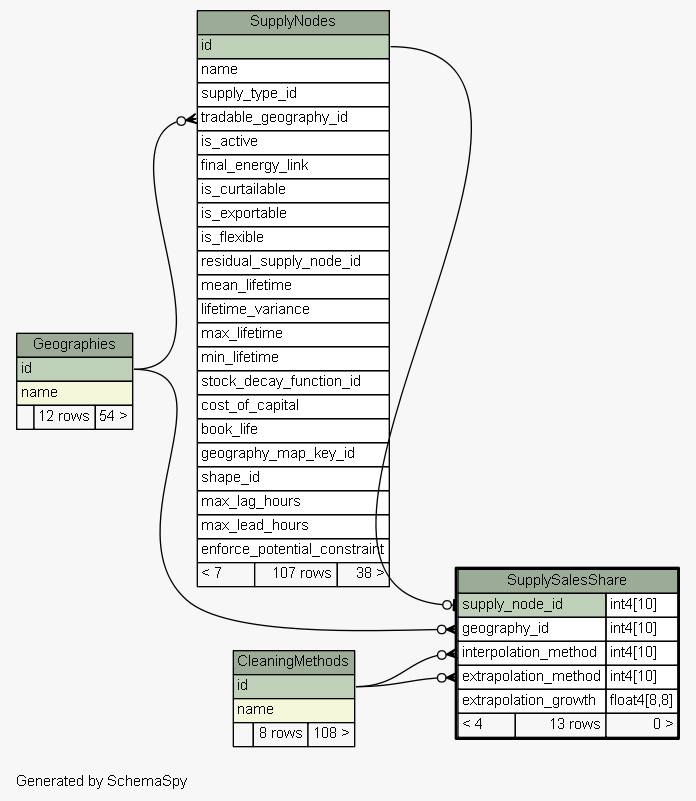 SupplyNodes
id
name
supply_type_id
tradable_geography_id
is_active
final_energy_link
is_curtailable
is_exportable
is_flexible
residual_supply_node_id
mean_lifetime
lifetime_variance
max_lifetime
min_lifetime
stock_decay_function_id
cost_of_capital
book_life
geography_map_key_id
shape_id
max_lag_hours
max_lead_hours
enforce_potential_constraint
< 7 107 rows 38 >
Geographies
id
name
12 rows 54 >
SupplySalesShare
supply_node_id int4[10]
geography_id int4[10]
interpolation_method int4[10]
extrapolation_method int4[10]
extrapolation_growth float4[8,8]
< 4 13 rows 0 >
CleaningMethods
id
name
8 rows 108 >
Generated by SchemaSpy